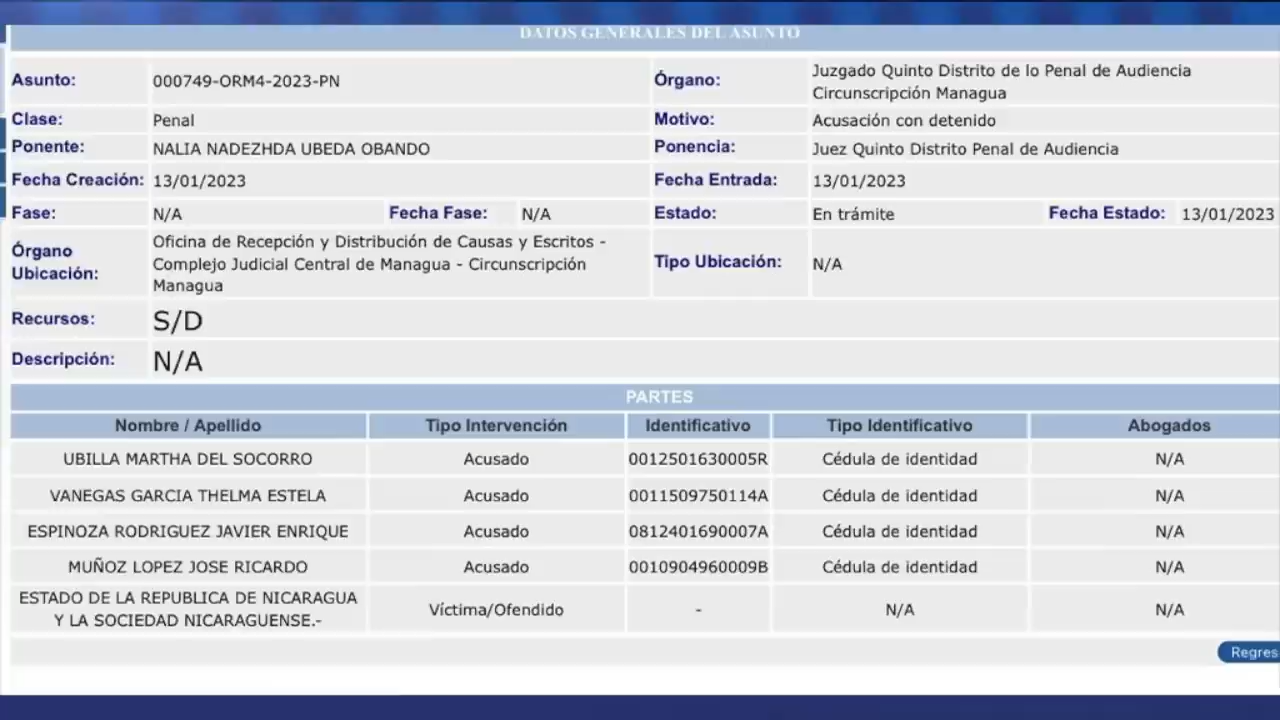 DATOS GENERALES DEL ASUNTO
Asunto: 000749-ORM4-2023-PN Órgano: Juzgado Quinto Distrito de lo Penal de Audiencia
Circunscripción Managua
Clase: Penal Motivo: Acusación con detenido
Ponente: NALIA NADEZHDA UBEDA OBANDO Ponencia: Juez Quinto Distrito Penal de Audiencia
Fecha Creación: 13/01/2023 Fecha Entrada: 13/01/2023
Fase: N/A Fecha Fase: N/A Estado: En trámite Fecha Estado: 13/01/2023
Órgano
Ubicación:
Oficina de Recepción y Distribución de Causas y Escritos -
Complejo Judicial Central de Managua - Circunscripción
Managua
Tipo Ubicación: N/A
Recursos: S/D
Descripción: N/A
PARTES
Nombre / Apellido Tipo Intervención Identificativo Tipo Identificativo Abogados
UBILLA MARTHA DEL SOCORRO Acusado 0012501630005R Cédula de identidad N/A
VANEGAS GARCIA THELMA ESTELA Acusado 0011509750114A Cédula de identidad N/A
ESPINOZA RODRIGUEZ JAVIER ENRIQUE Acusado 0812401690007A Cédula de identidad N/A
MUÑOZ LOPEZ JOSE RICARDO Acusado 0010904960009B Cédula de identidad N/A
ESTADO DE LA REPUBLICA DE NICARAGUA
Y LA SOCIEDAD NICARAGUENSE.-
Víctima/Ofendido - N/A N/A
Regres